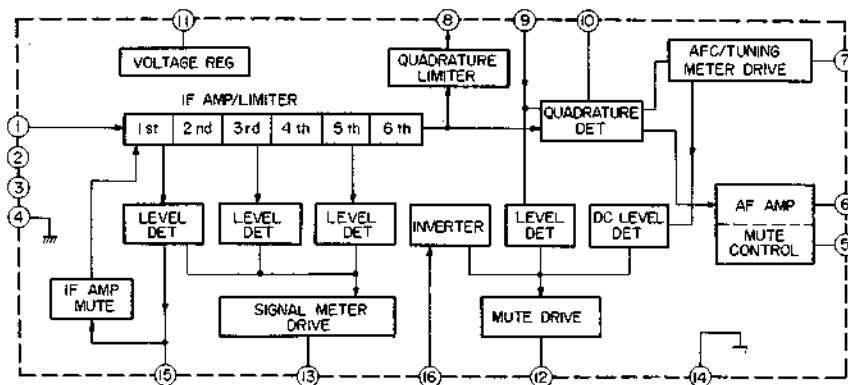 11
8
9
10
VOLTAGE REG
QUADRATURE
LIMITER
AFC/TUNING
METER DRIVE
7
IF AMP/LIMITER
1
1st 2nd 3rd 4th 5th 6th
QUADRATURE
DET
2
3
4
LEVEL
DET
LEVEL
DET
LEVEL
DET
INVERTER
LEVEL
DET
DC LEVEL
DET
AF AMP
6
MUTE
CONTROL
5
IF AMP
MUTE
SIGNAL METER
DRIVE
MUTE DRIVE
15
13
16
12
14